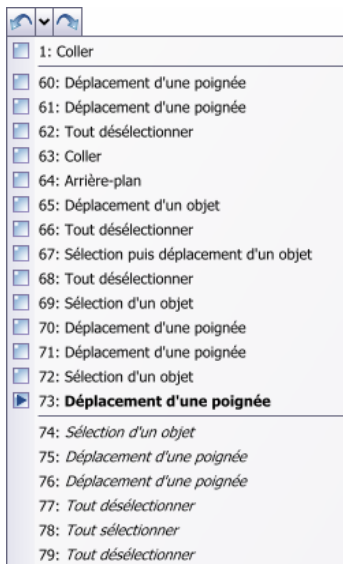 1: Coller
60: Déplacement d'une poignée
61: Déplacement d'une poignée
62: Tout désélectionner
63: Coller
64: Arrière-plan
65: Déplacement d'un objet
66: Tout désélectionner
67: Sélection puis déplacement d'un objet
68: Tout désélectionner
69: Sélection d'un objet
70: Déplacement d'une poignée
71: Déplacement d'une poignée
72: Sélection d'un objet
73: Déplacement d'une poignée
74: Sélection d'un objet
75: Déplacement d'une poignée
76: Déplacement d'une poignée
77: Tout désélectionner
78: Tout sélectionner
79: Tout désélectionner